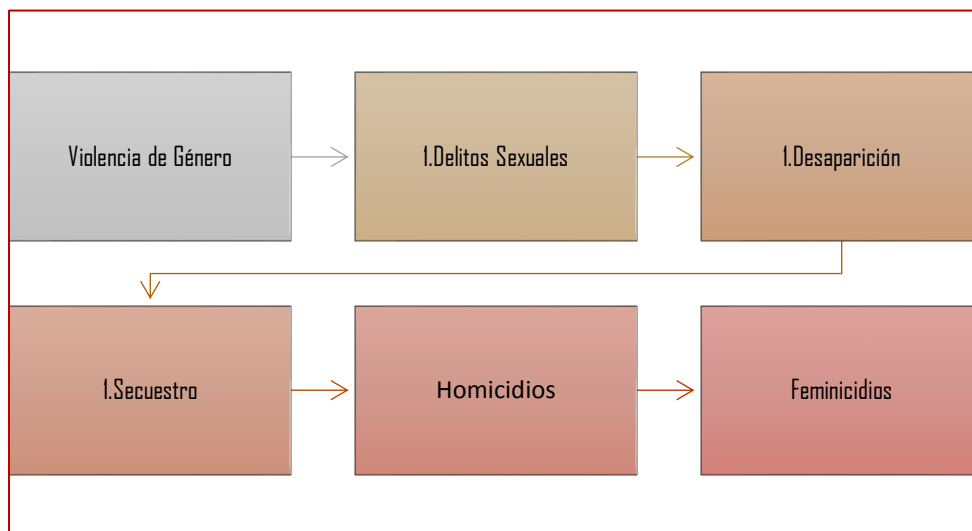 Violencia de Género
1.Delitos Sexuales
1.Desaparición
1.Secuestro
Homicidios
Feminicidios